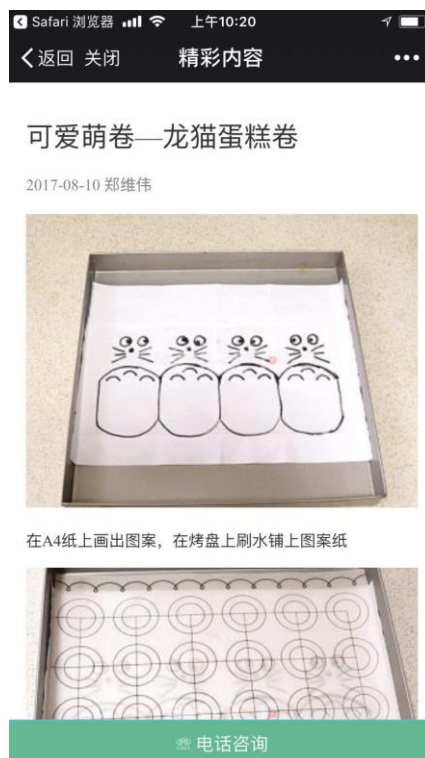 Safari 浏览器 上午10:20
返回 关闭 精彩内容
可爱萌卷—龙猫蛋糕卷
2017-08-10 郑维伟
在A4纸上画出图案，在烤盘上刷水铺上图案纸
电话咨询